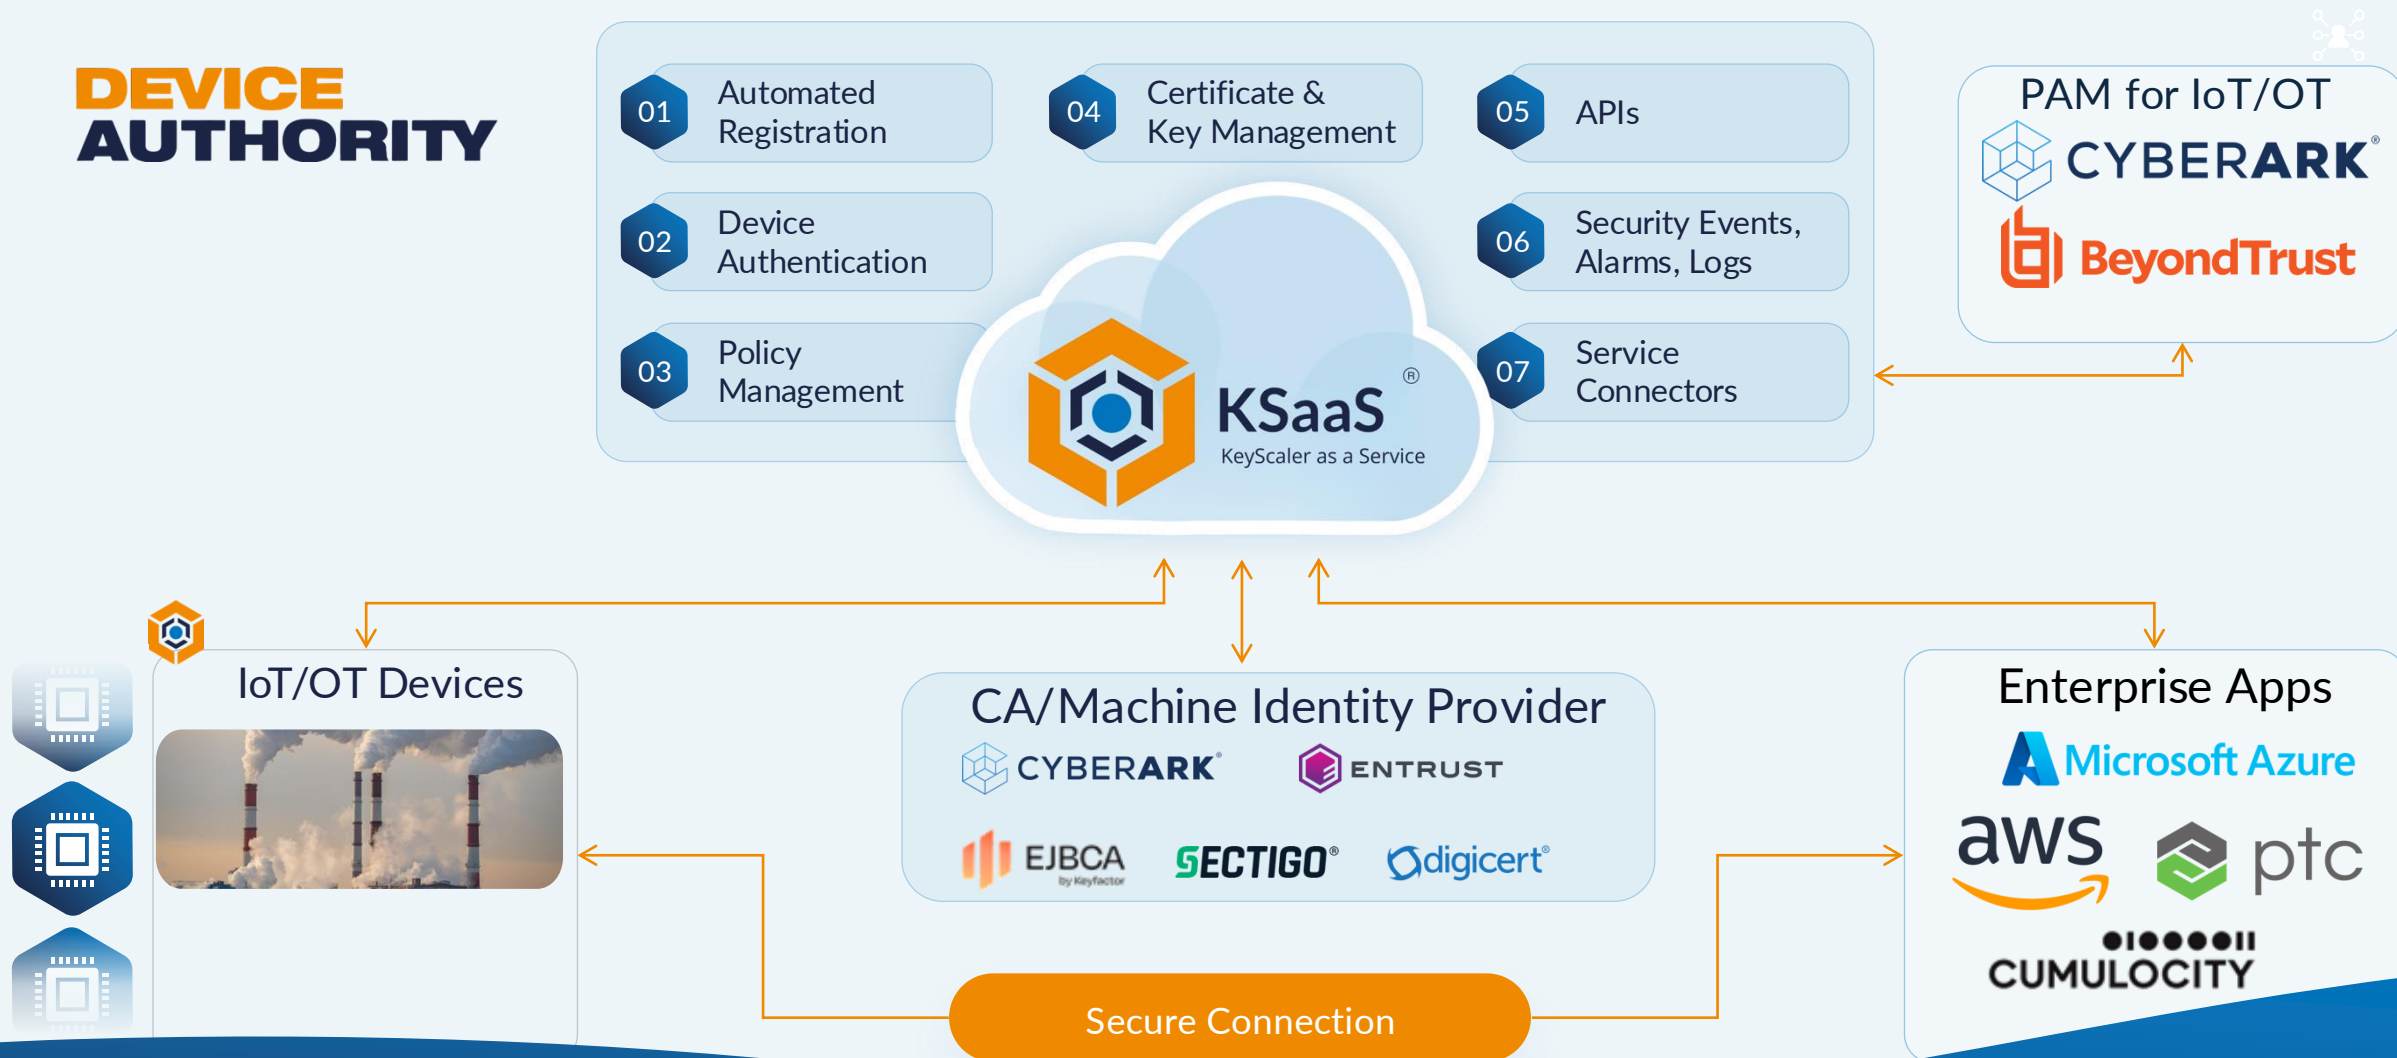 DEVICE
AUTHORITY
01
Automated
Registration
02
Device
Authentication
03
Policy
Management
04
Certificate &
Key Management
05
APIs
06
Security Events,
Alarms, Logs
07
Service
Connectors
KSaaS ®
KeyScaler as a Service
PAM for IoT/OT
CYBERARK®
BeyondTrust
IoT/OT Devices
CA/Machine Identity Provider
CYBERARK®
ENTRUST
EJBCA
by Keyfactor
SECTIGO®
digicert®
Enterprise Apps
Microsoft Azure
aws
ptc
CUMULOCITY
Secure Connection